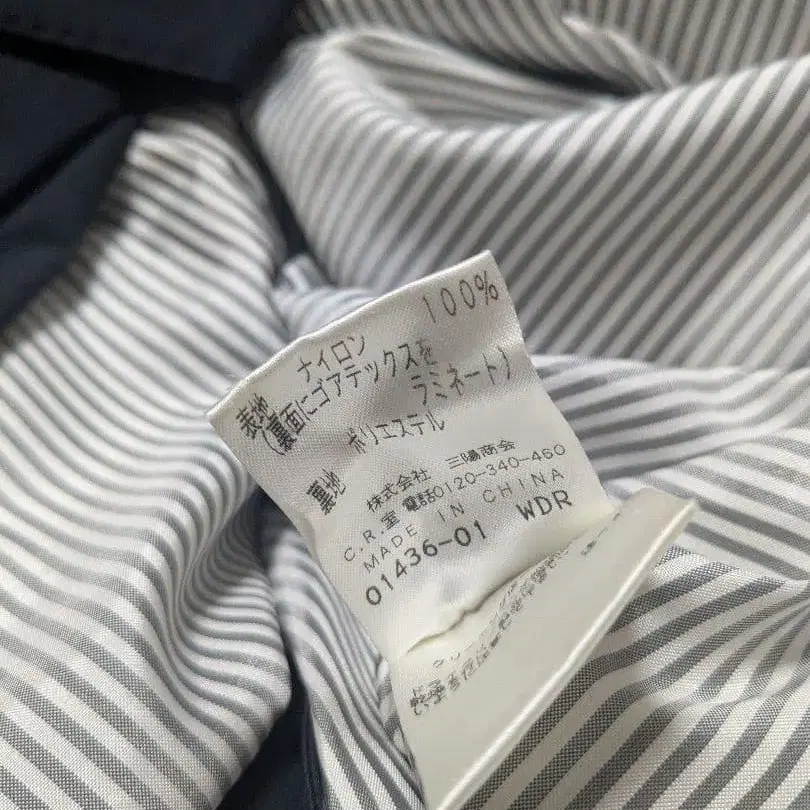 表地 ナイロン 100%
(裏面にゴアテックスを
ラミネート)
裏地 ポリエステル
株式会社 三陽商会
C.R.室 電話0120-340-460
MADE IN CHINA
01436-01 WDR